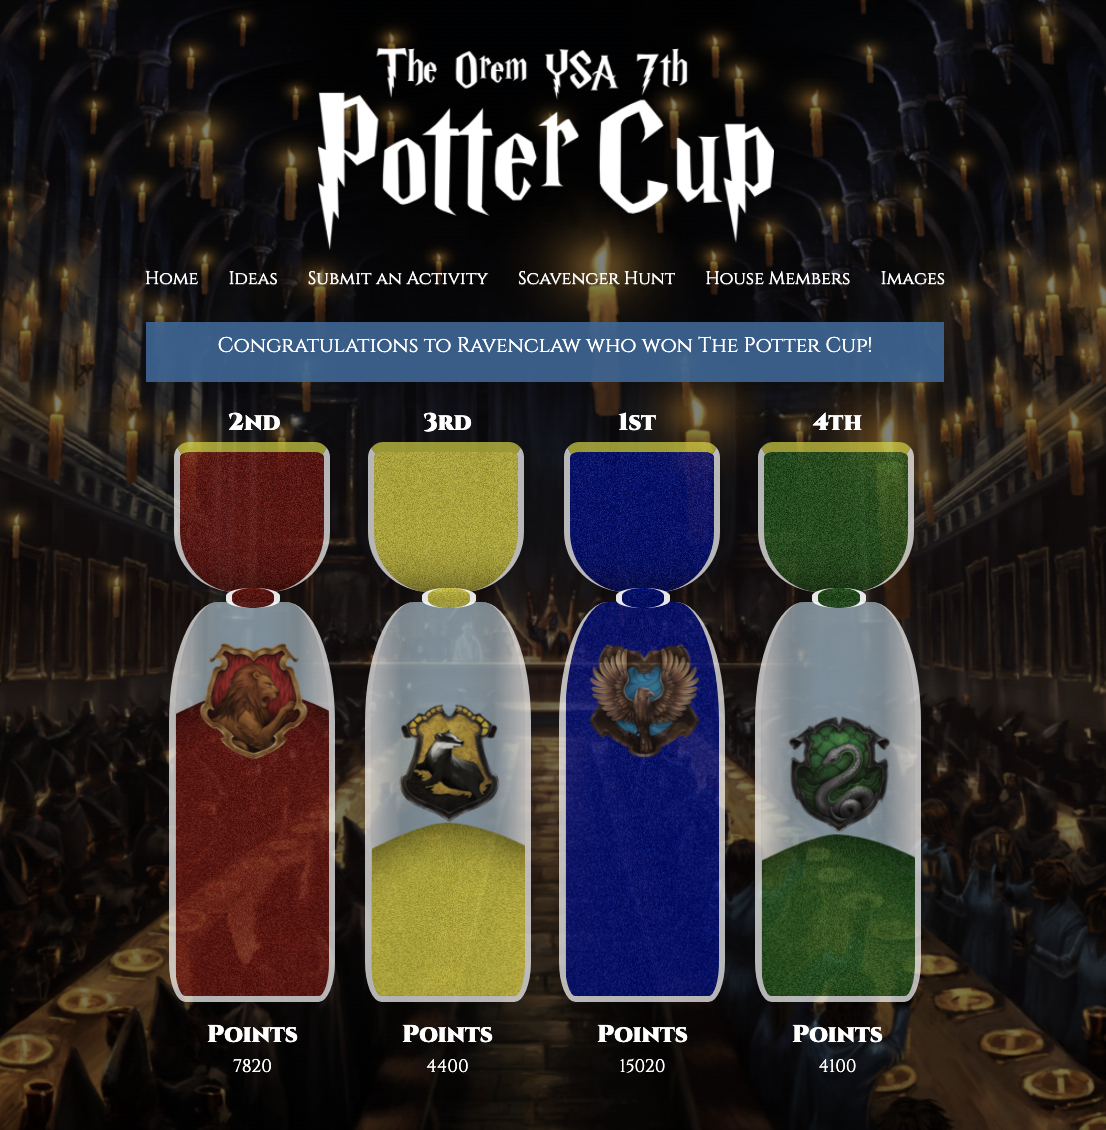 The Orem YSA 7th
Potter Cup
Home Ideas Submit an Activity Scavenger Hunt House Members Images
Congratulations to Ravenclaw who won The Potter Cup!
2nd 3rd 1st 4th
Points Points Points Points
7820 4400 15020 4100